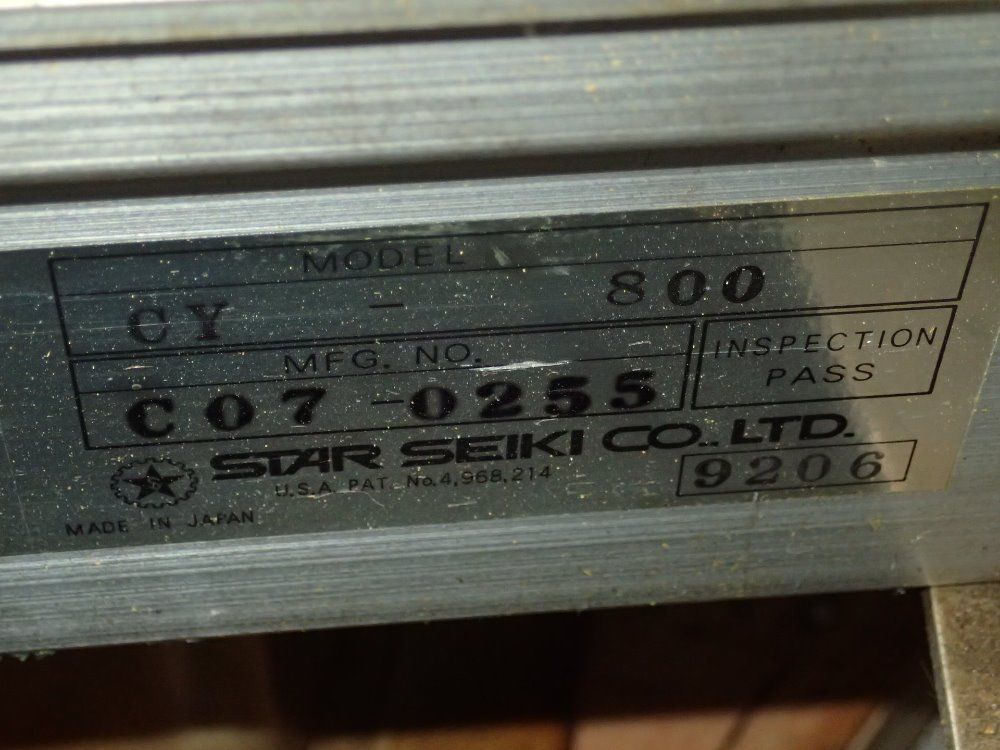 MODEL
CY - 800
MFG. NO.
C07-0255
INSPECTION
PASS
STAR SEIKI CO., LTD.
U.S.A. PAT. No.4,968,214
9206
MADE IN JAPAN